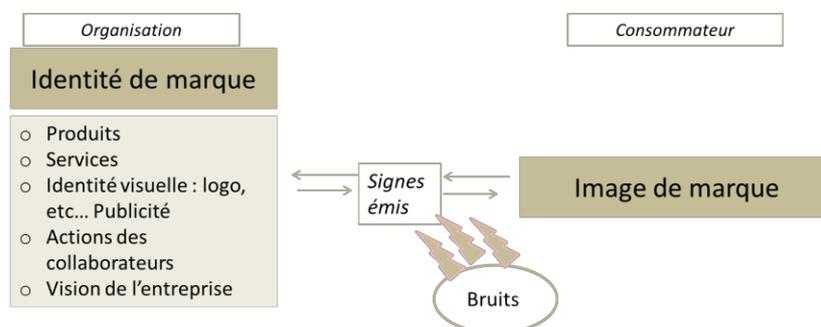 Organisation
Consommateur
Identité de marque
o Produits
o Services
o Identité visuelle : logo,
etc... Publicité
o Actions des
collaborateurs
o Vision de l'entreprise
Signes
émis
Image de marque
Bruits